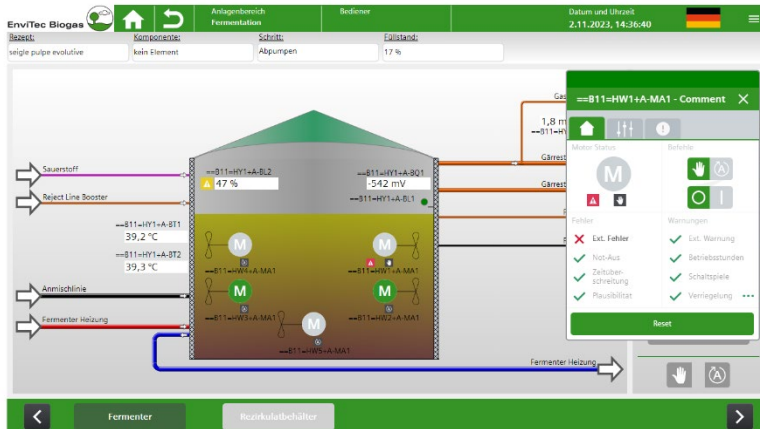 EnviTec Biogas
Anlagenbereich
Fermentation
Bediener
Datum und Uhrzeit
2.11.2023, 14:36:40
Rezept:
Komponente:
Schritt:
Füllstand:
seigle pulpe evolutive
kein Element
Abpumpen
17 %
==B11=HW1+A-MA1 - Comment
Gas
1,8 m
==B11=HY
Motor Status
Befehle
M
Gärrest
Gärrest
Sauerstoff
==B11=HY1+A-BL2
47 %
==B11=HY1+A-BQ1
-542 mV
==B11=HY1+A-BL1
Reject Line Booster
==B11=HY1+A-BT1
39,2 °C
==B11=HY1+A-BT2
39,3 °C
Fehler
Warnungen
Ext. Fehler
Ext. Warnung
Not-Aus
Betriebsstunden
Zeitüber-
schreitung
Schaltspiele
Plausibilität
Verriegelung
Reset
M
M
==B11=HW4+A-MA1
==B11=HW1+A-MA1
M
M
==B11=HW3+A-MA1
==B11=HW2+A-MA1
M
==B11=HW5+A-MA1
Anmischlinie
Fermenter Heizung
Fermenter Heizung
A
Fermenter
Rezirkulatbehälter